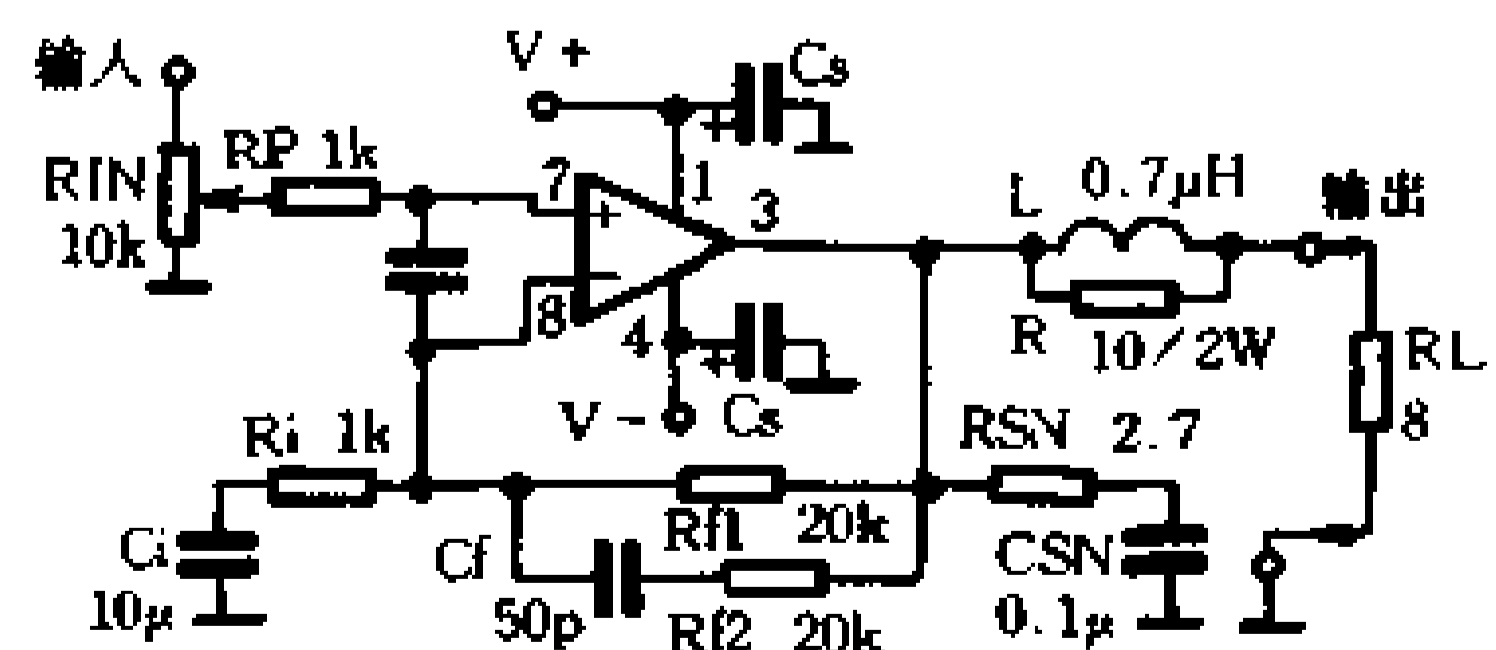 输入
V +
Cs
RIN
10k
RP 1k
7
+
1
3
L
0.7μH
输出
−
8
4
+
+
Cs
V -
R
10/2W
RL
8
Ri 1k
RSN 2.7
Ci
10μ
Cf
50p
Rf1 20k
Rf2 20k
CSN
0.1μ